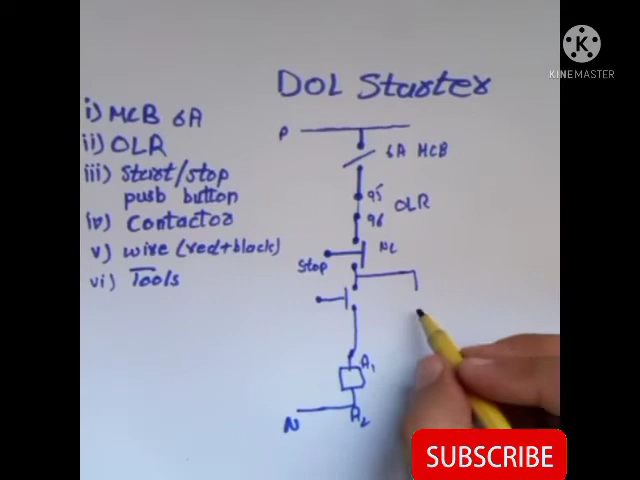 KINEMASTER
DOL Starter
i) MCB 6A
ii) OLR
iii) Start/stop
push button
iv) Contactor
v) wire (red+black)
vi) Tools
P
6A MCB
95
96
OLR
NC
Stop
A1
A2
N
SUBSCRIBE